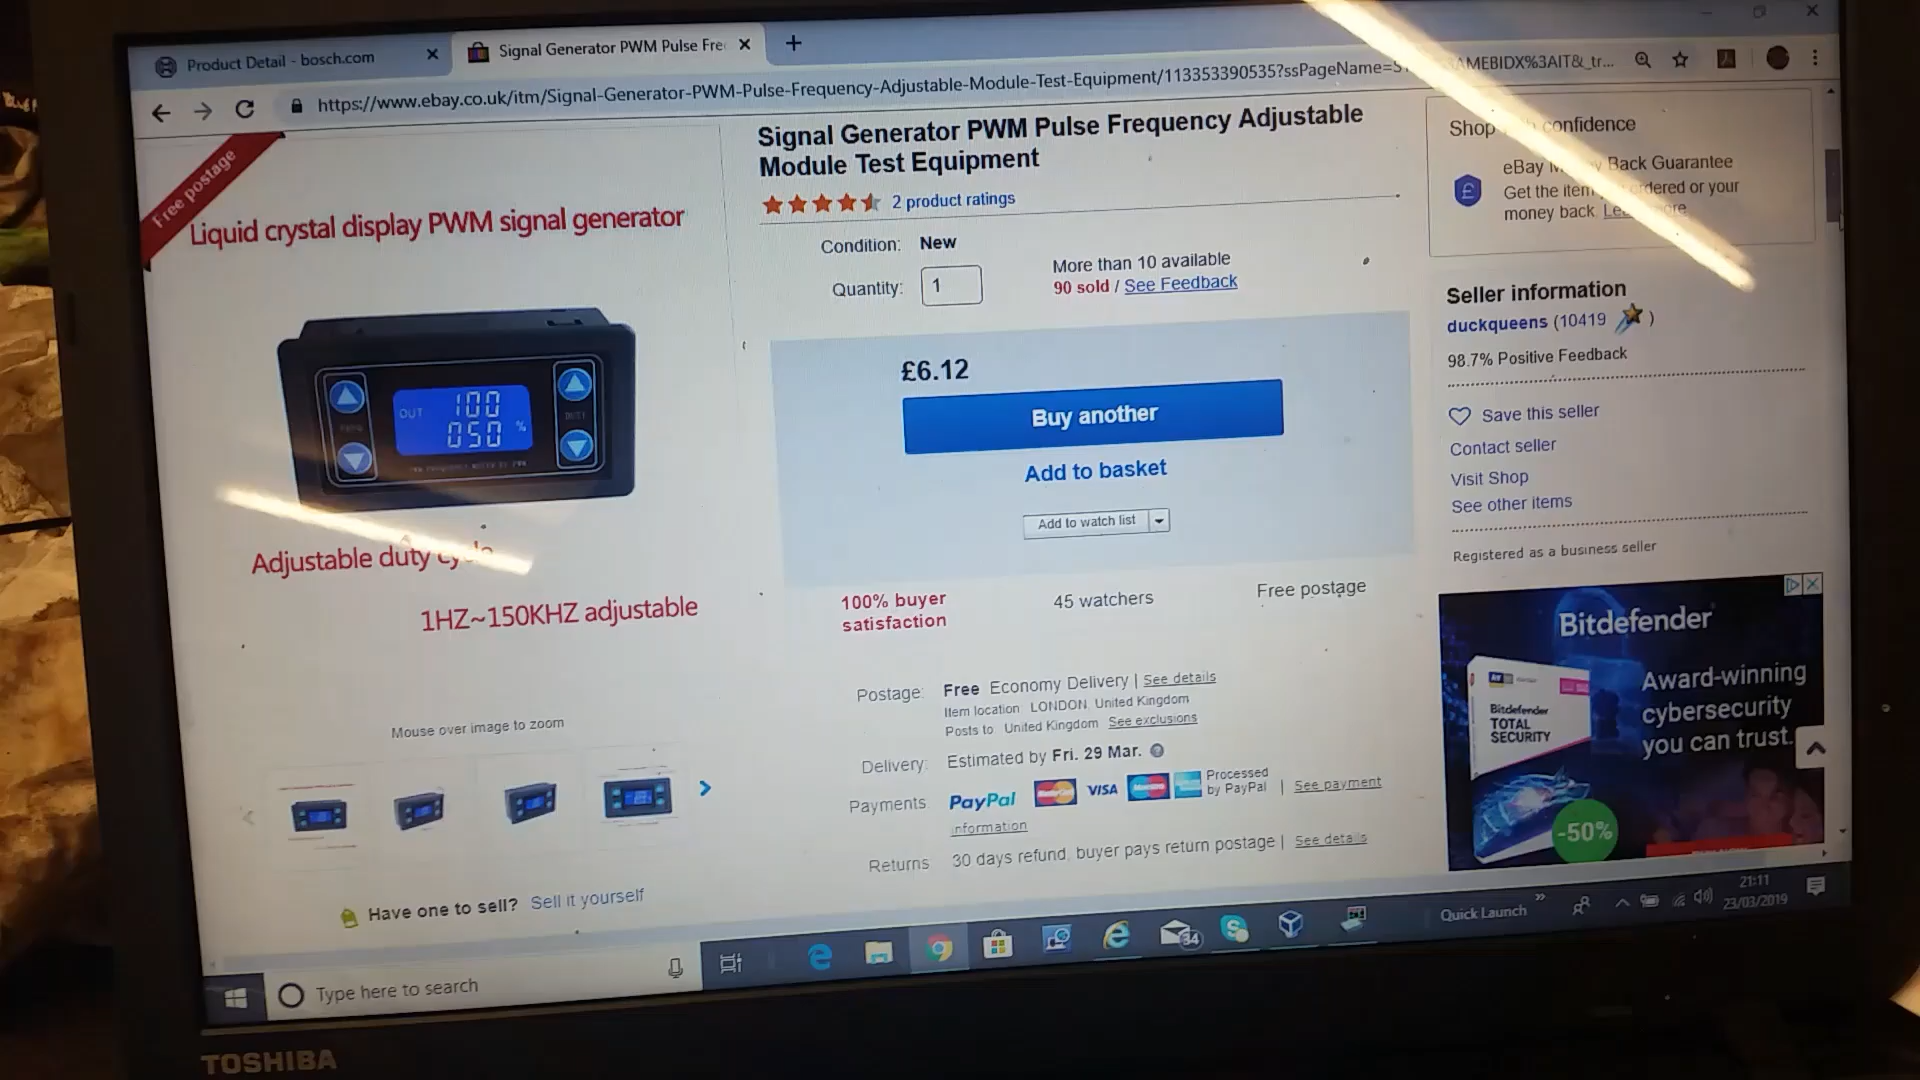 Product Detail - bosch.com
Signal Generator PWM Pulse Fre
https://www.ebay.co.uk/itm/Signal-Generator-PWM-Pulse-Frequency-Adjustable-Module-Test-Equipment/113353390535?ssPageName=S AMEBIDX%3AIT&_tr...
Free postage
Liquid crystal display PWM signal generator
OUT 100
050 %
Adjustable duty
1HZ~150KHZ adjustable
Mouse over image to zoom
Have one to sell? Sell it yourself
Signal Generator PWM Pulse Frequency Adjustable
Module Test Equipment
2 product ratings
Condition: New
Quantity: 1
More than 10 available
90 sold / See Feedback
£6.12
Buy another
Add to basket
Add to watch list
100% buyer
satisfaction
45 watchers
Free postage
Postage: Free Economy Delivery | See details
Item location: LONDON, United Kingdom
Posts to: United Kingdom See exclusions
Delivery: Estimated by Fri. 29 Mar.
Payments: PayPal MasterCard VISA Maestro Processed
by PayPal | See payment
information
Returns: 30 days refund, buyer pays return postage | See details
Shop confidence
eBay Back Guarantee
Get the item ordered or your
money back.
Seller information
duckqueens (10419 )
98.7% Positive Feedback
Save this seller
Contact seller
Visit Shop
See other items
Registered as a business seller
Bitdefender
Award-winning
cybersecurity
you can trust.
Bitdefender
TOTAL
SECURITY
-50%
Type here to search
34
Quick Launch
21:11
23/03/2019
TOSHIBA